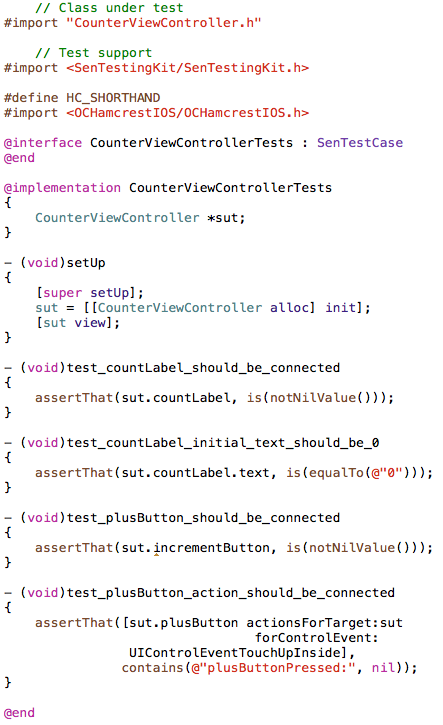 // Class under test
#import "CounterViewController.h"
// Test support
#import <SenTestingKit/SenTestingKit.h>
#define HC_SHORTHAND
#import <OCHamcrestIOS/OCHamcrestIOS.h>
@interface CounterViewControllerTests : SenTestCase
@end
@implementation CounterViewControllerTests
{
CounterViewController *sut;
}
- (void)setUp
{
[super setUp];
sut = [[CounterViewController alloc] init];
[sut view];
}
- (void)test_countLabel_should_be_connected
{
assertThat(sut.countLabel, is(notNilValue()));
}
- (void)test_countLabel_initial_text_should_be_0
{
assertThat(sut.countLabel.text, is(equalTo(@"0")));
}
- (void)test_plusButton_should_be_connected
{
assertThat(sut.incrementButton, is(notNilValue()));
}
- (void)test_plusButton_action_should_be_connected
{
assertThat([sut.plusButton actionsForTarget:sut
forControlEvent:
UIControlEventTouchUpInside],
contains(@"plusButtonPressed:", nil));
}
@end